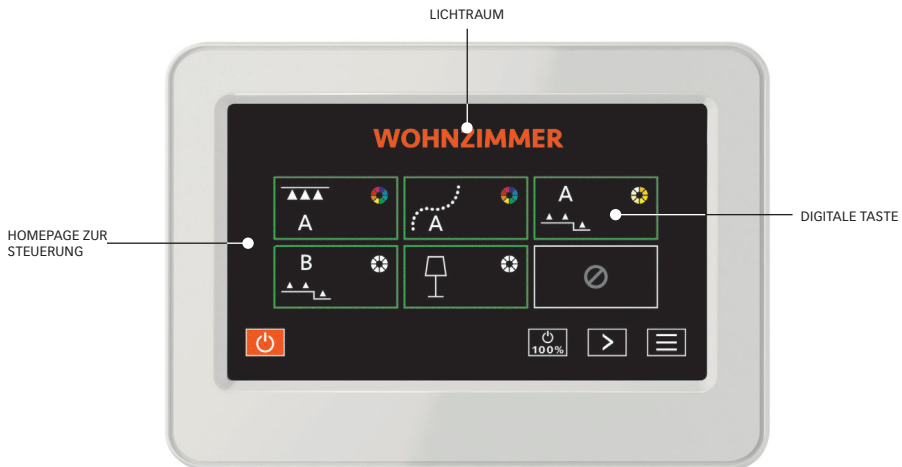 LICHTRAUM
WOHNZIMMER
A
A
A
DIGITALE TASTE
HOMEPAGE ZUR
STEUERUNG
B
100%